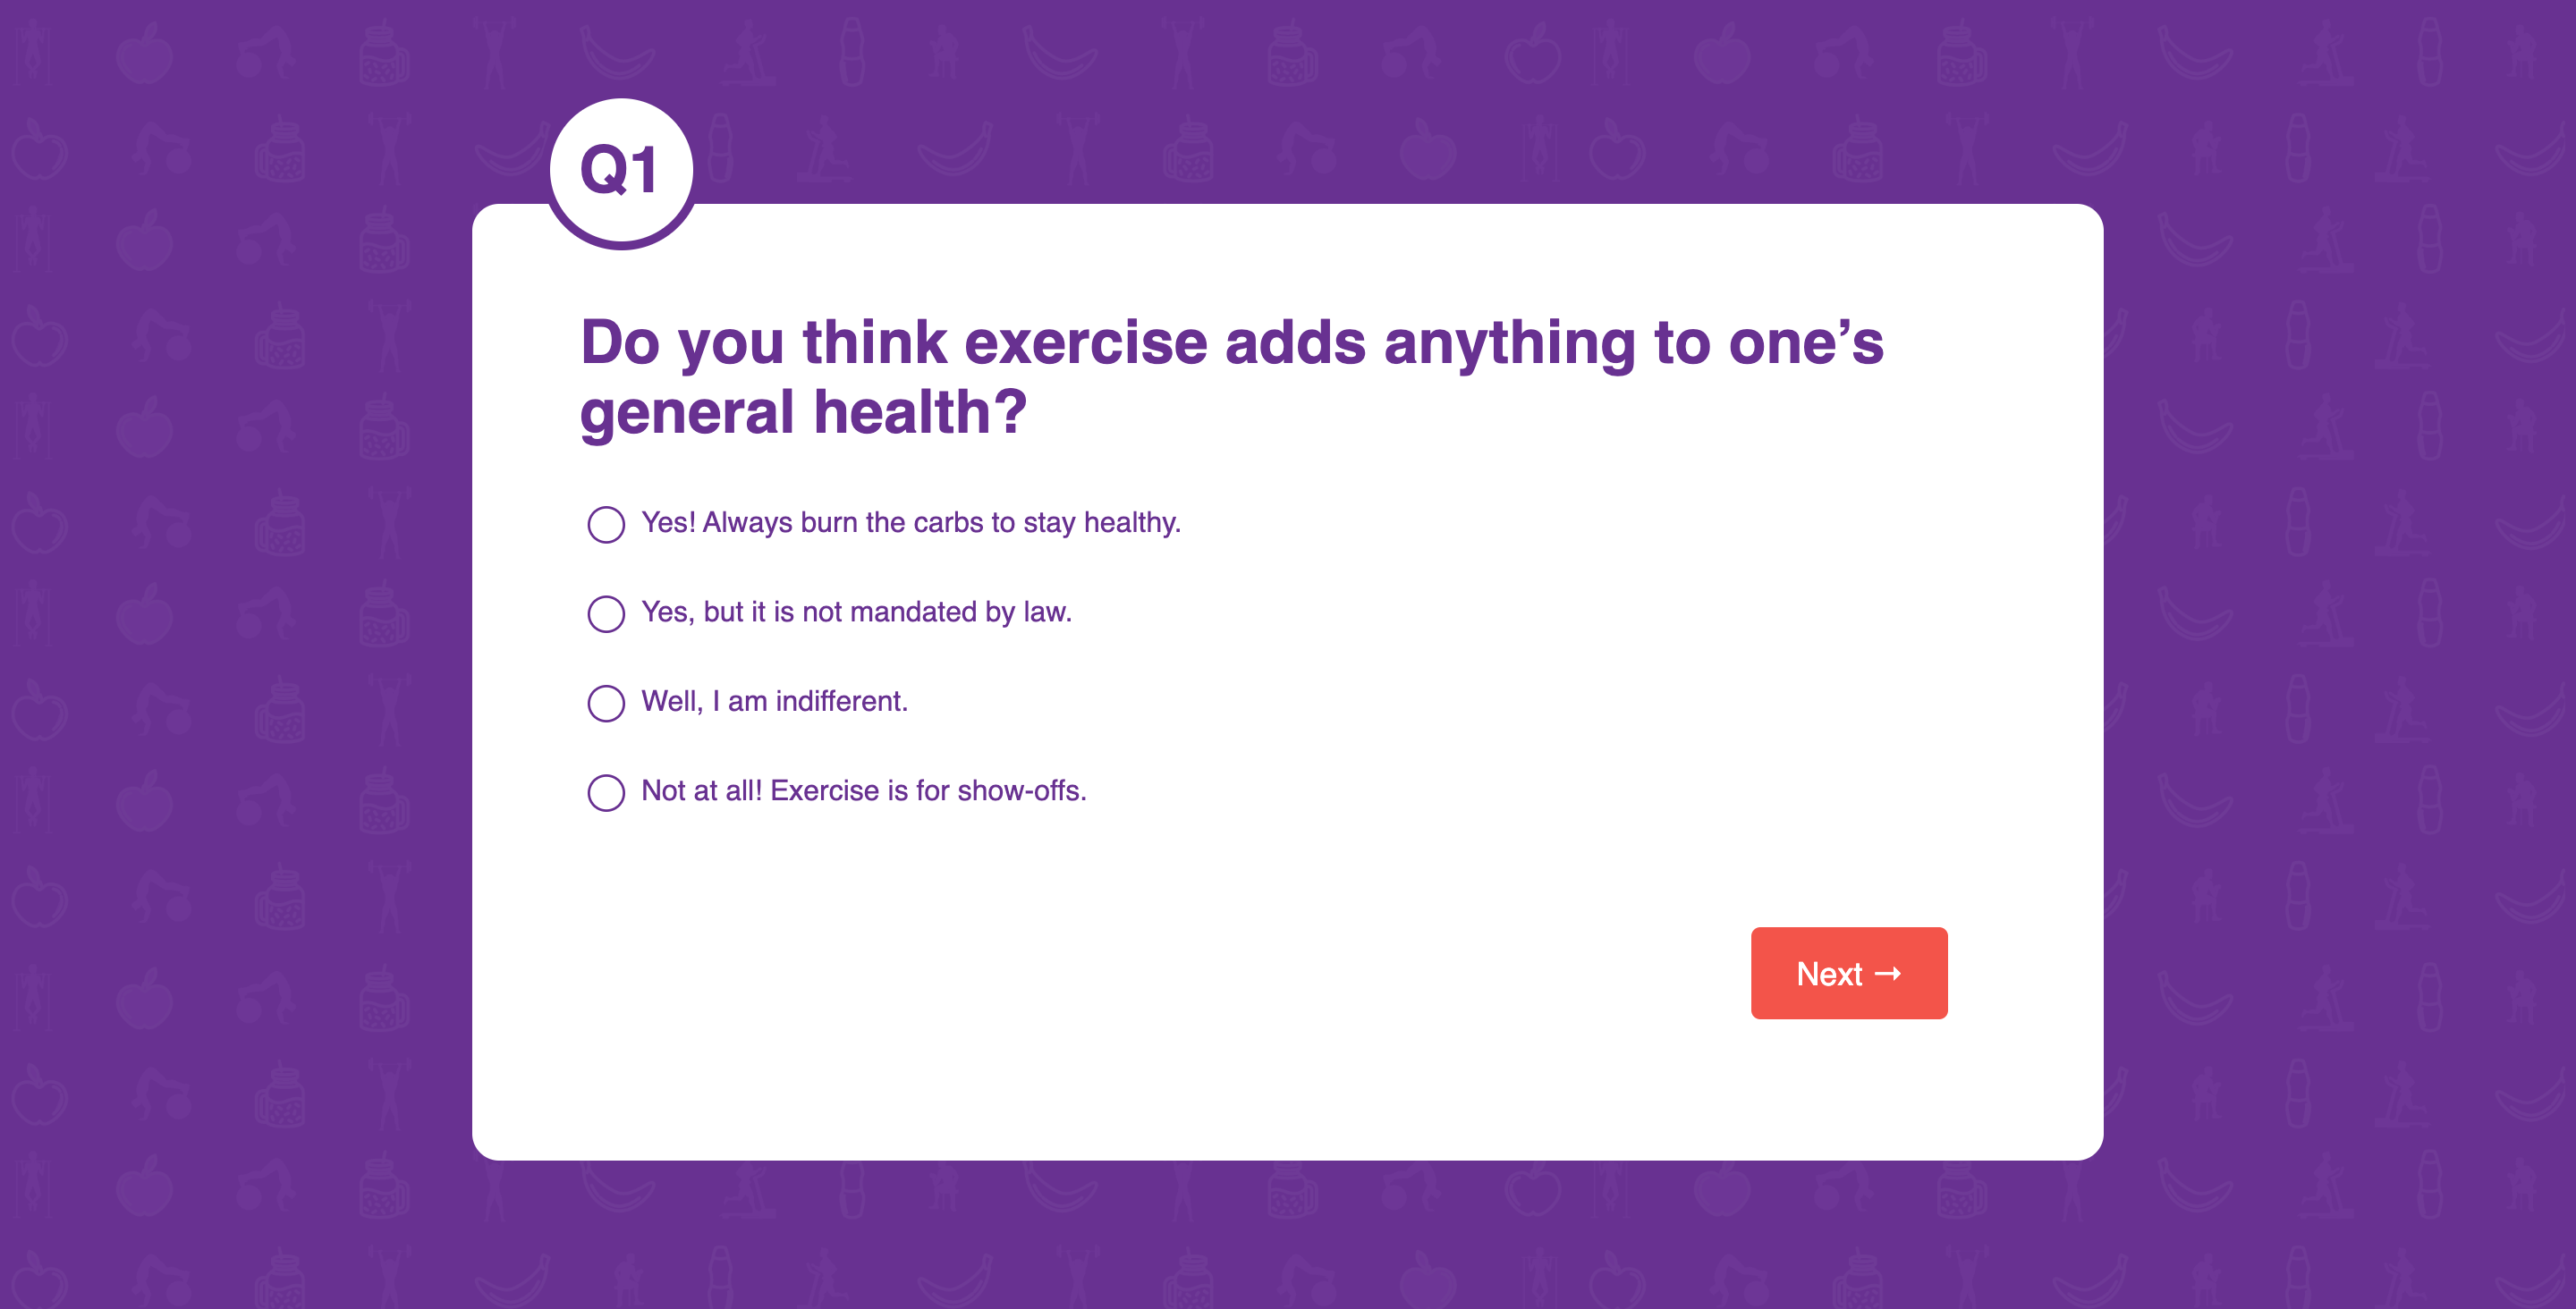 Q1
Do you think exercise adds anything to one’s
general health?
Yes! Always burn the carbs to stay healthy.
Yes, but it is not mandated by law.
Well, I am indifferent.
Not at all! Exercise is for show-offs.
Next →